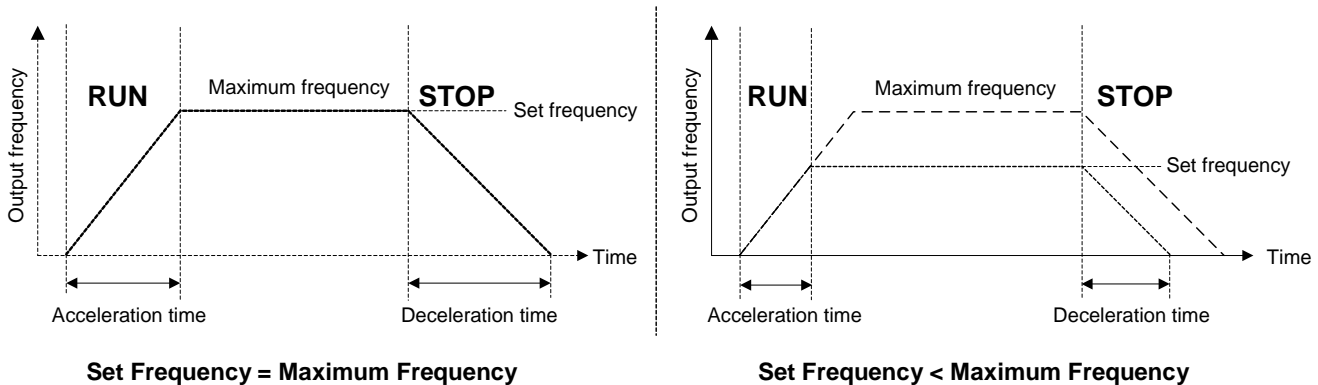 Output frequency
RUN
Maximum frequency
STOP
Set frequency
Time
Acceleration time
Deceleration time
Set Frequency = Maximum Frequency
Output frequency
RUN
Maximum frequency
STOP
Set frequency
Time
Acceleration time
Deceleration time
Set Frequency < Maximum Frequency